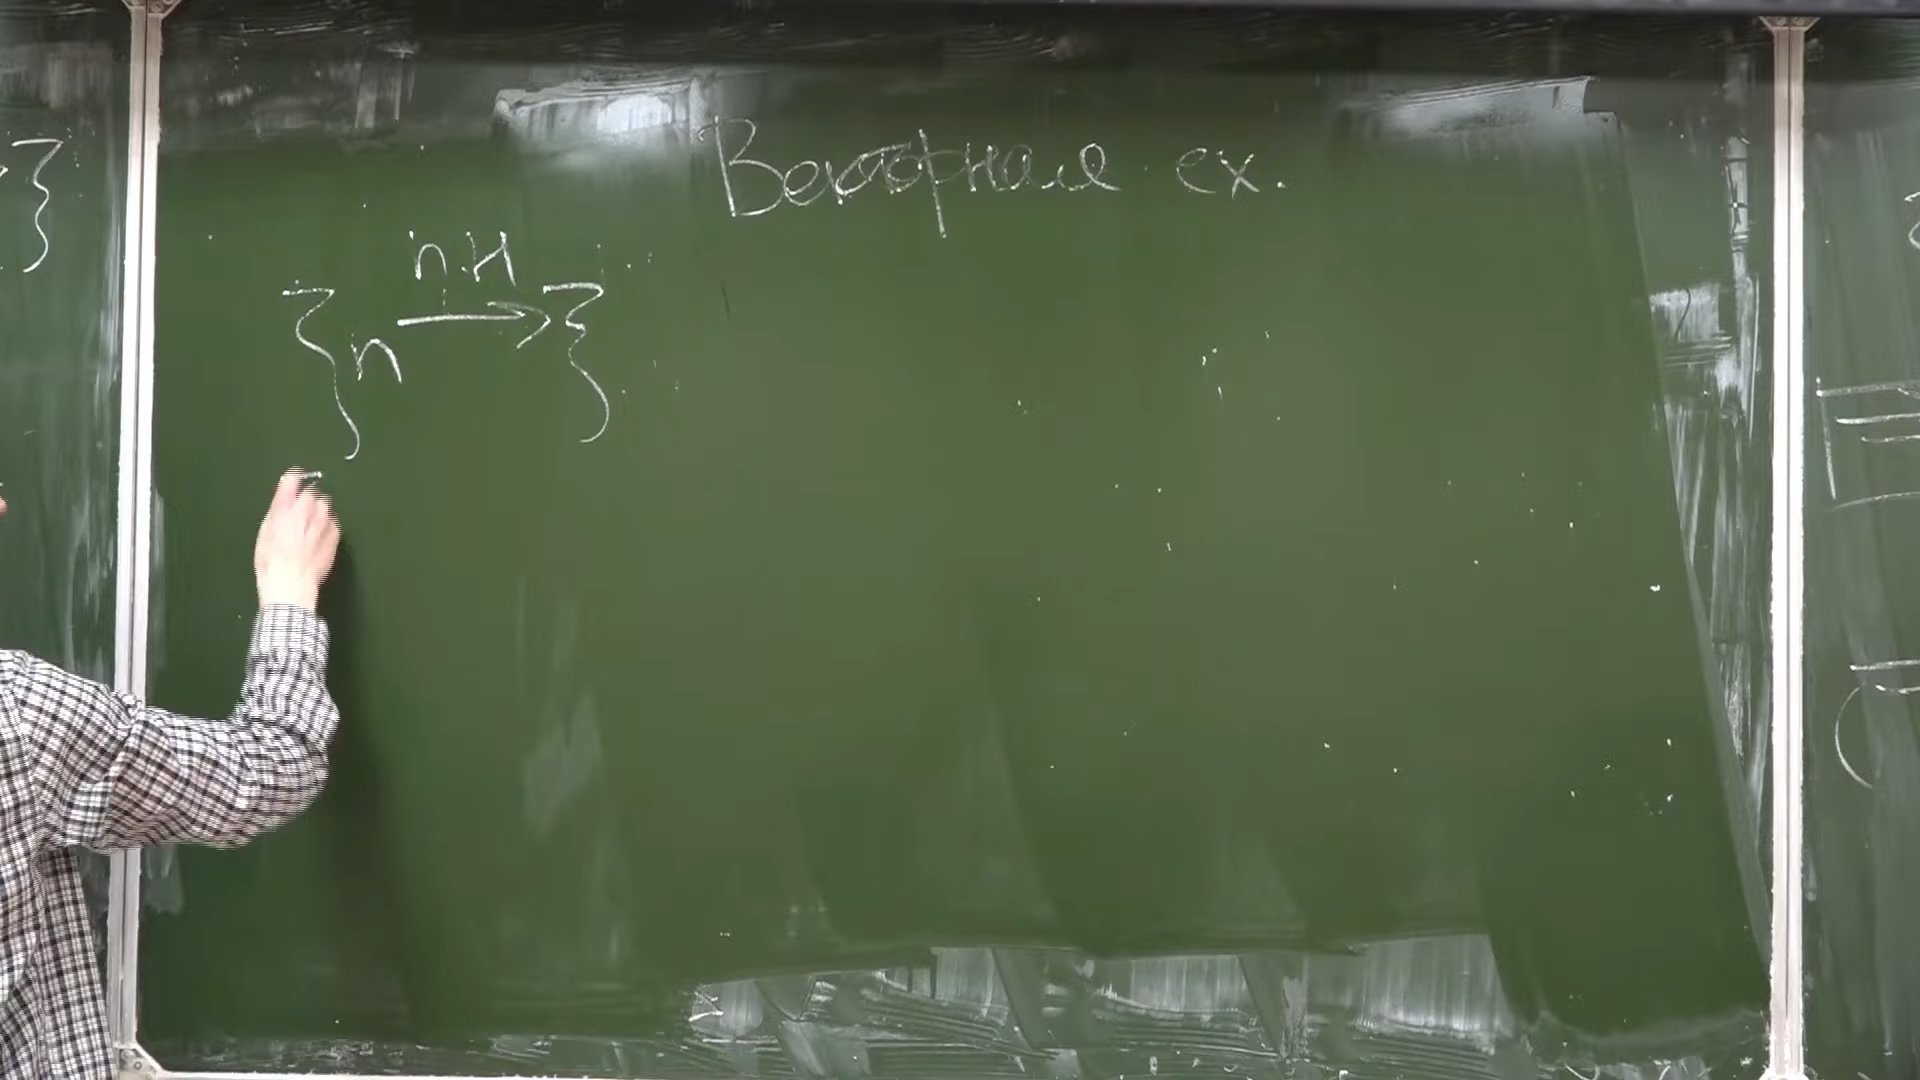 Векторная сх.
п.н
ξn → ξ